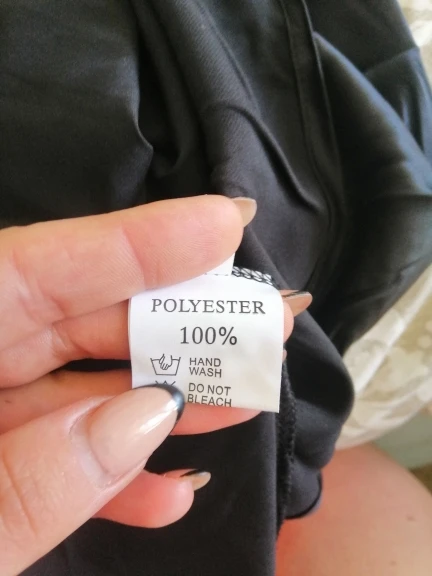 POLYESTER
100%
HAND
WASH
DO NOT
BLEACH